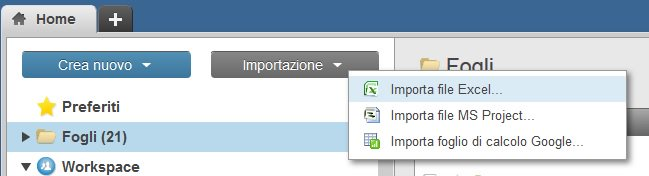 Home +
Crea nuovo Importazione Fogli
Importa file Excel...
Preferiti
Importa file MS Project...
Fogli (21)
Importa foglio di calcolo Google...
Workspace